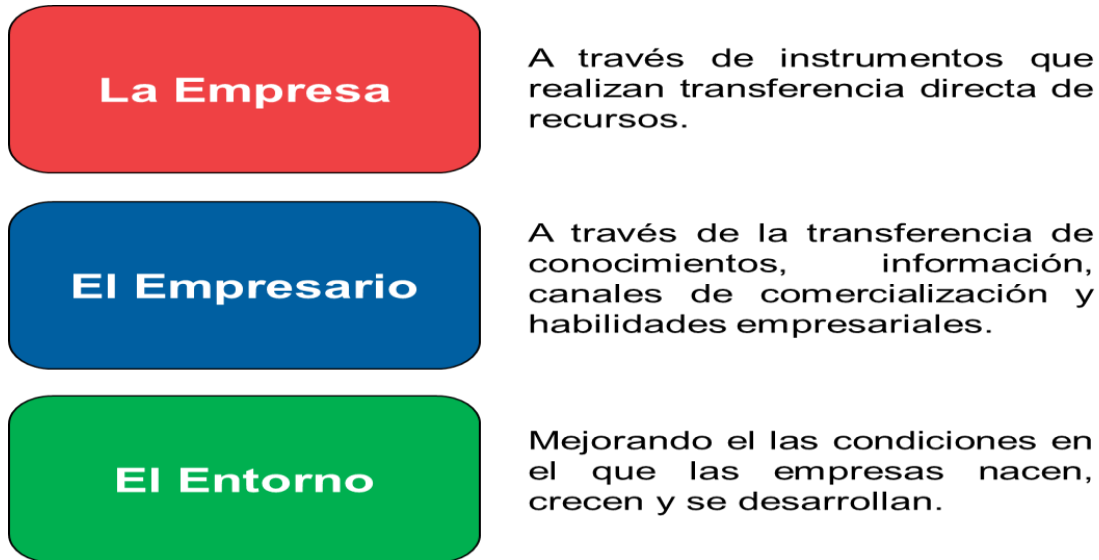 La Empresa
A través de instrumentos que
realizan transferencia directa de
recursos.
El Empresario
A través de la transferencia de
conocimientos, información,
canales de comercialización y
habilidades empresariales.
El Entorno
Mejorando el las condiciones en
el que las empresas nacen,
crecen y se desarrollan.